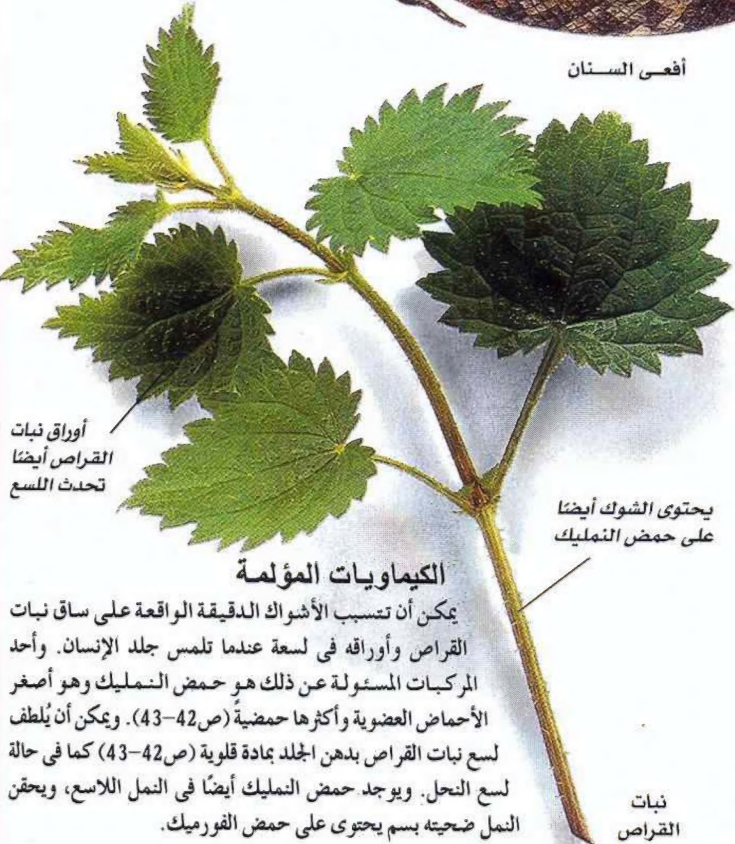 أفعـى الســنان
أوراق نبات
القراص أيضًا
تحدث اللسع
يحتوى الشوك أيضًا
على حمض النمليك
الكيماويـات المؤلمـة
يمكن أن تتسبب الأشواك الدقيقة الواقعة على ساق نبات
القراص وأوراقه فى لسعة عندما تلمس جلد الإنسان. وأحد
المركبات المسئولة عن ذلك هو حمض النمليك وهو أصغر
الأحماض العضوية وأكثرها حمضيةً (ص42–43). ويمكن أن يُلطف
لسع نبات القراص بدهن الجلد بمادة قلوية (ص42–43) كما فى حالة
لسع النحل. ويوجد حمض النمليك أيضًا فى النمل اللاسع، ويحقن
النمل ضحيته بسم يحتوى على حمض الفورميك.
نبات
القراص